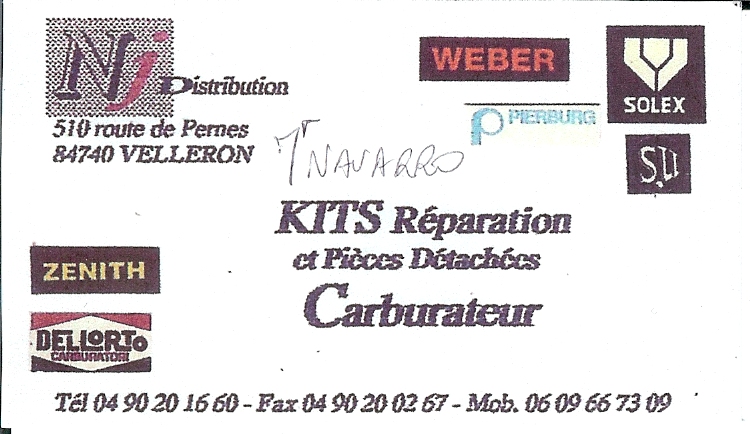 Nj Distribution
510 route de Pernes
84740 VELLERON
Mr NAVARRO
WEBER
PIERBURG
SOLEX
S.U
KITS Réparation
et Pièces Détachées
Carburateur
ZENITH
DELLORTO
CARBURATORI
Tél 04 90 20 16 60 - Fax 04 90 20 02 67 - Mob. 06 09 66 73 09